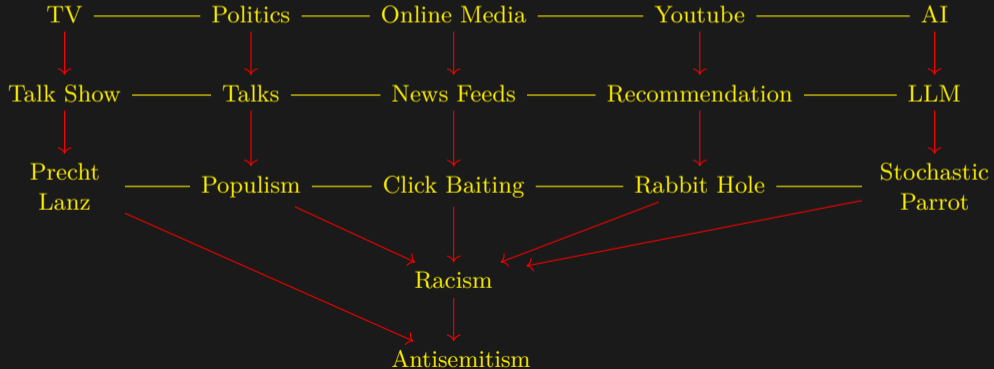 TV Politics Online Media Youtube AI
Talk Show Talks News Feeds Recommendation LLM
Precht
Lanz
Populism Click Baiting Rabbit Hole
Stochastic
Parrot
Racism
Antisemitism